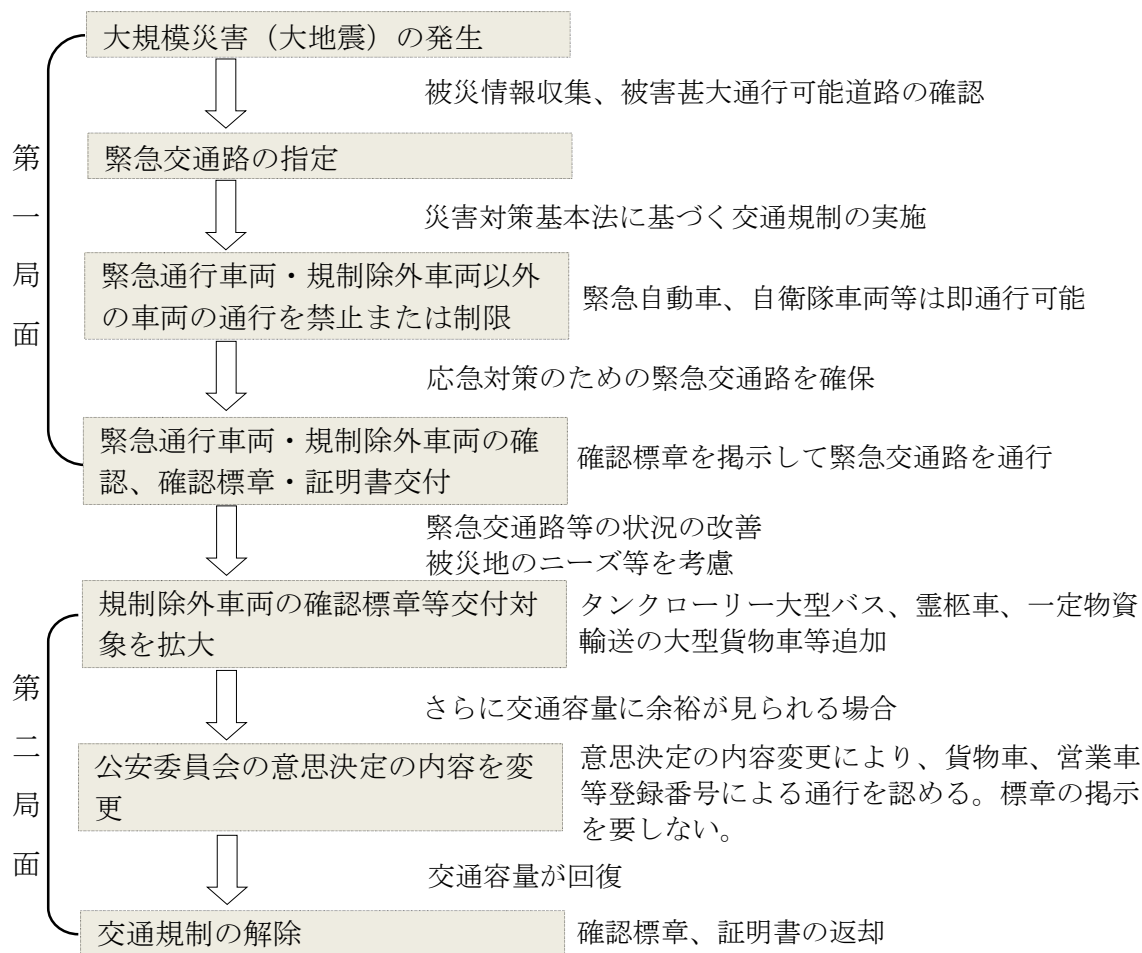 大規模災害（大地震）の発生
被災情報収集、被害甚大通行可能道路の確認
緊急交通路の指定
災害対策基本法に基づく交通規制の実施
緊急通行車両・規制除外車両以外
の車両の通行を禁止または制限
緊急自動車、自衛隊車両等は即通行可能
応急対策のための緊急交通路を確保
緊急通行車両・規制除外車両の確
認、確認標章・証明書交付
確認標章を掲示して緊急交通路を通行
第一局面
緊急交通路等の状況の改善
被災地のニーズ等を考慮
規制除外車両の確認標章等交付対
象を拡大
タンクローリー大型バス、霊柩車、一定物資
輸送の大型貨物車等追加
さらに交通容量に余裕が見られる場合
公安委員会の意思決定の内容を変
更
意思決定の内容変更により、貨物車、営業車
等登録番号による通行を認める。標章の掲示
を要しない。
交通容量が回復
交通規制の解除
確認標章、証明書の返却
第二局面